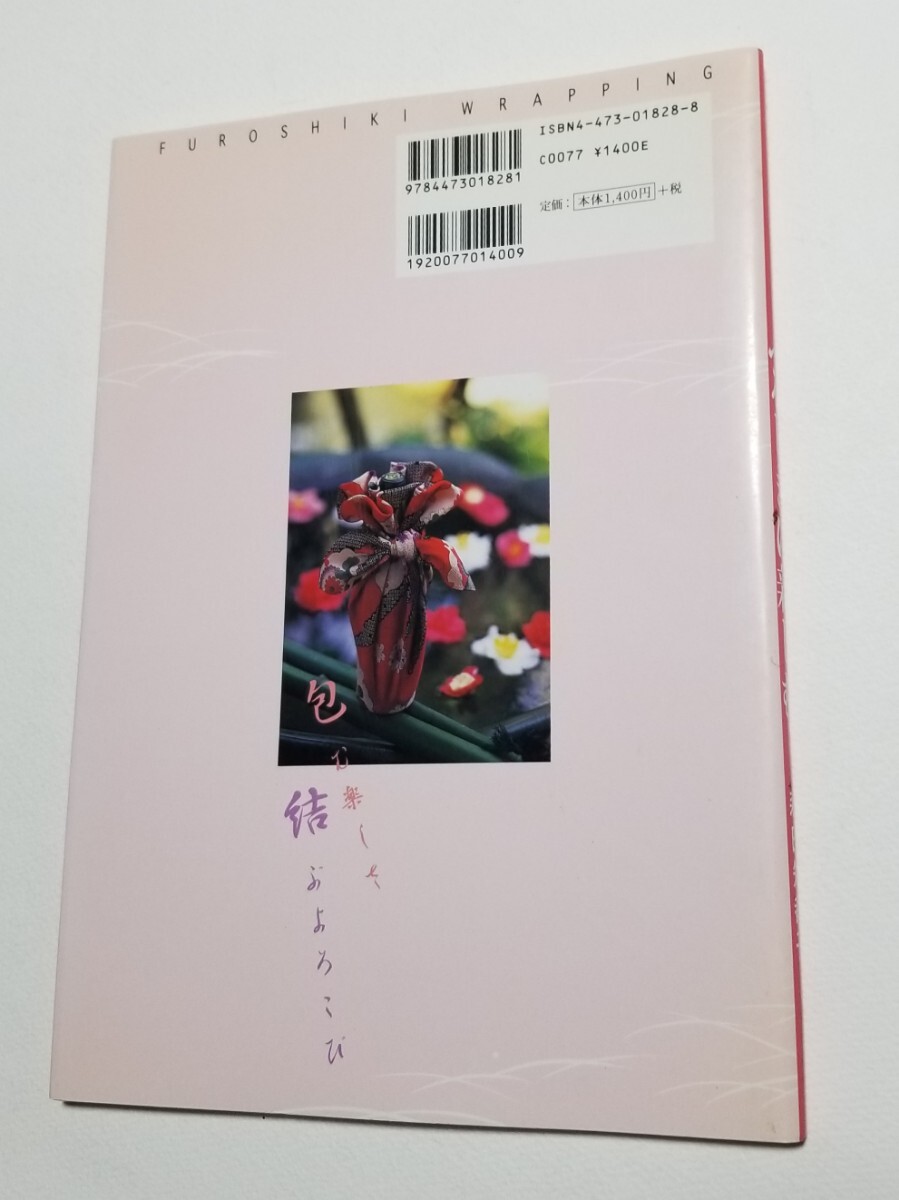 FUROSHIKI WRAPPING
ISBN4-473-01828-8
C0077 ¥1400E
定価：本体1,400円+税
9784473018281
1920077014009
包む楽しさ
結ぶよろこび